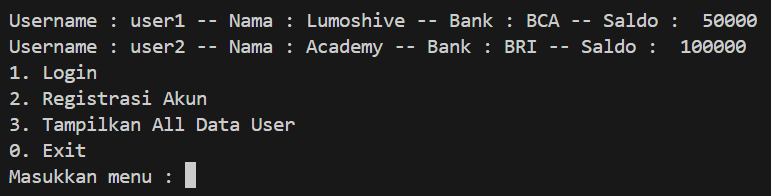 Username : user1 -- Nama : Lumoshive -- Bank : BCA -- Saldo :  50000
Username : user2 -- Nama : Academy -- Bank : BRI -- Saldo :  100000
1. Login
2. Registrasi Akun
3. Tampilkan All Data User
0. Exit
Masukkan menu :